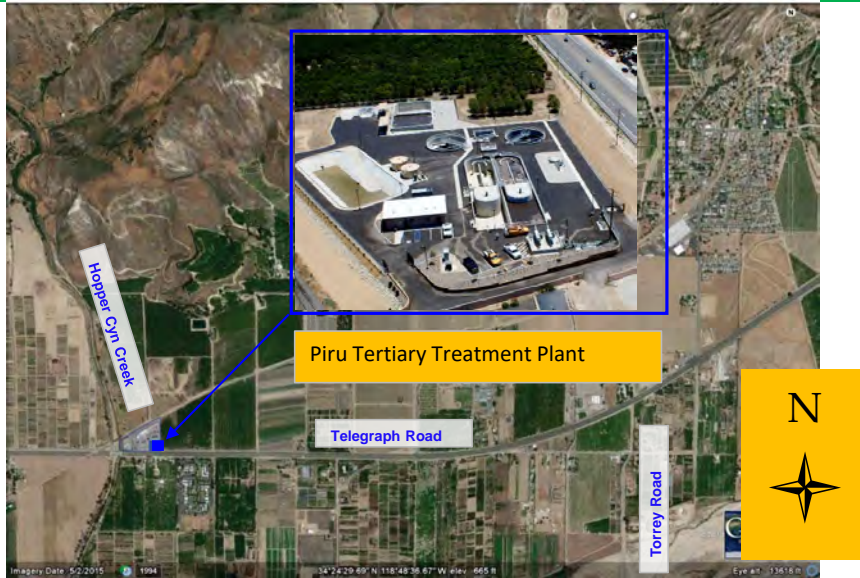 N
Hopper Cyn Creek
Piru Tertiary Treatment Plant
Telegraph Road
Torrey Road
N
Imagery Date: 5/2/2015
1994
34°24'29.69" N 118°48'36.67" W elev 665 ft
Eye alt 13616 ft